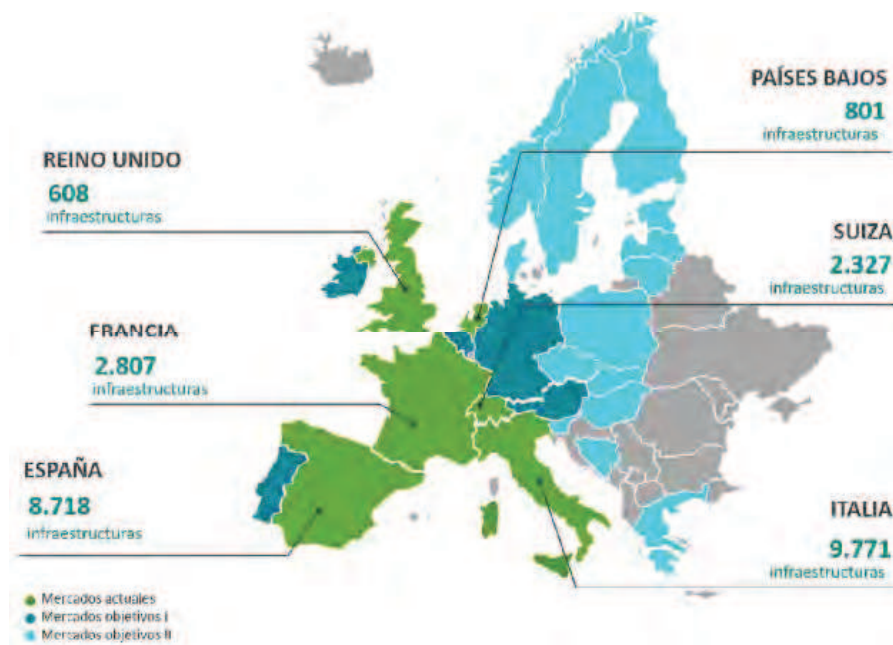 PAÍSES BAJOS
801
infraestructuras
REINO UNIDO
608
infraestructuras
SUIZA
2.327
infraestructuras
FRANCIA
2.807
infraestructuras
ESPAÑA
8.718
infraestructuras
ITALIA
9.771
infraestructuras
Mercados actuales
Mercados objetivos I
Mercados objetivos II